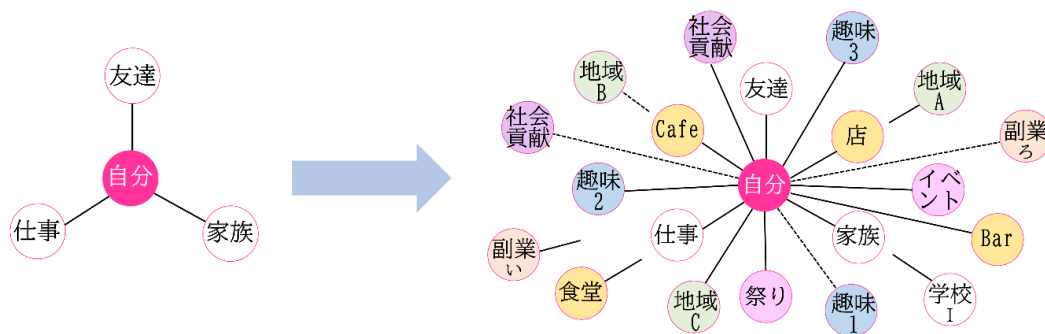 友達
自分
仕事
家族
社会
貢献
趣味
3
地域
B
友達
地域
A
社会
貢献
Cafe
店
副業
ろ
自分
趣味
2
イベ
ント
仕事
家族
Bar
副業
い
食堂
地域
C
祭り
趣味
1
学校
I